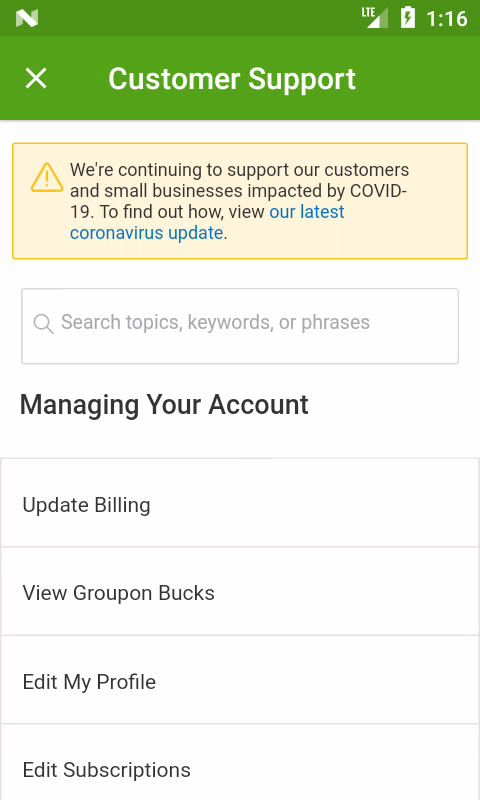 LTE 1:16
Customer Support
We're continuing to support our customers
and small businesses impacted by COVID-
19. To find out how, view our latest
coronavirus update.
Search topics, keywords, or phrases
Managing Your Account
Update Billing
View Groupon Bucks
Edit My Profile
Edit Subscriptions